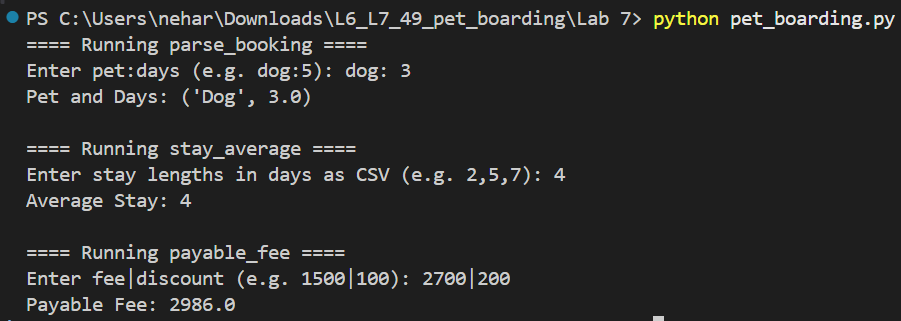 PS C:\Users\nehar\Downloads\L6_L7_49_pet_boarding\Lab 7> python pet_boarding.py
==== Running parse_booking ====
Enter pet:days (e.g. dog:5): dog: 3
Pet and Days: ('Dog', 3.0)
==== Running stay_average ====
Enter stay lengths in days as CSV (e.g. 2,5,7): 4
Average Stay: 4
==== Running payable_fee ====
Enter fee|discount (e.g. 1500|100): 2700|200
Payable Fee: 2986.0